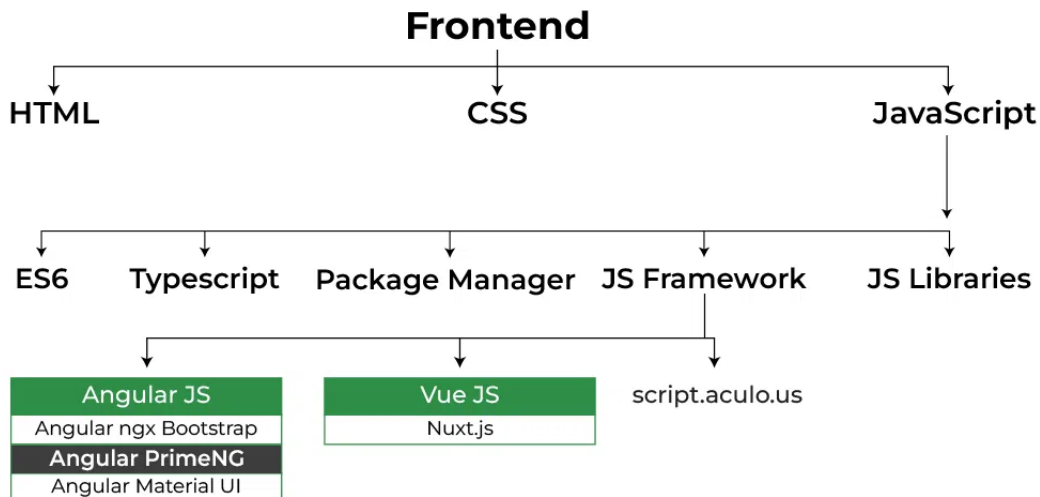 Frontend
HTML
CSS
JavaScript
ES6
Typescript
Package Manager
JS Framework
JS Libraries
Angular JS
Angular ngx Bootstrap
Angular PrimeNG
Angular Material UI
Vue JS
Nuxt.js
script.aculo.us